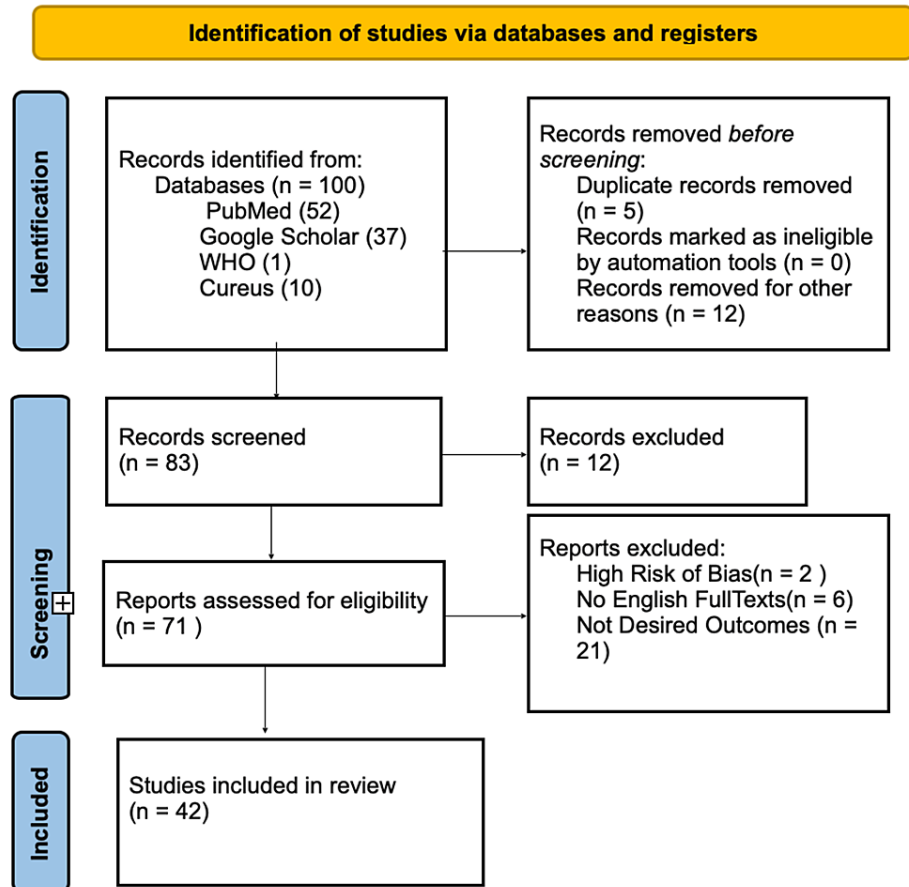 Identification of studies via databases and registers
Identification
Records identified from:
Databases (n = 100)
PubMed (52)
Google Scholar (37)
WHO (1)
Cureus (10)
Records removed before
screening:
Duplicate records removed
(n = 5)
Records marked as ineligible
by automation tools (n = 0)
Records removed for other
reasons (n = 12)
Screening
Records screened
(n = 83)
Records excluded
(n = 12)
Reports assessed for eligibility
(n = 71 )
Reports excluded:
High Risk of Bias(n = 2 )
No English FullTexts(n = 6)
Not Desired Outcomes (n =
21)
Included
Studies included in review
(n = 42)